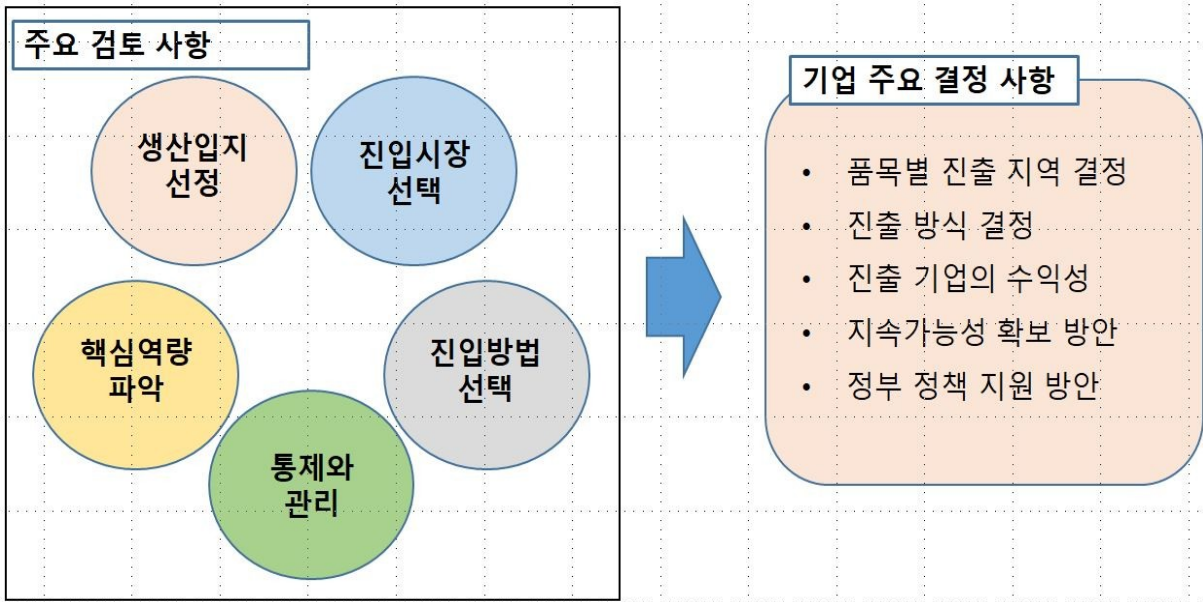 주요 검토 사항
생산입지
선정
진입시장
선택
핵심역량
파악
진입방법
선택
통제와
관리
기업 주요 결정 사항
• 품목별 진출 지역 결정
• 진출 방식 결정
• 진출 기업의 수익성
• 지속가능성 확보 방안
• 정부 정책 지원 방안